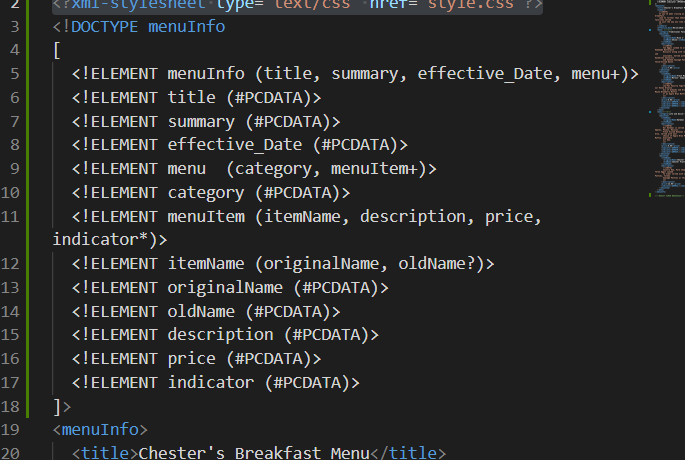 2 <?xml-stylesheet type="text/css" href="style.css"?>
3 <!DOCTYPE menuInfo
4 [
5 <!ELEMENT menuInfo (title, summary, effective_Date, menu+)>
6 <!ELEMENT title (#PCDATA)>
7 <!ELEMENT summary (#PCDATA)>
8 <!ELEMENT effective_Date (#PCDATA)>
9 <!ELEMENT menu  (category, menuItem+)>
10 <!ELEMENT category (#PCDATA)>
11 <!ELEMENT menuItem (itemName, description, price,
indicator*)>
12 <!ELEMENT itemName (originalName, oldName?)>
13 <!ELEMENT originalName (#PCDATA)>
14 <!ELEMENT oldName (#PCDATA)>
15 <!ELEMENT description (#PCDATA)>
16 <!ELEMENT price (#PCDATA)>
17 <!ELEMENT indicator (#PCDATA)>
18 ]>
19 <menuInfo>
20 <title>Chester's Breakfast Menu</title>